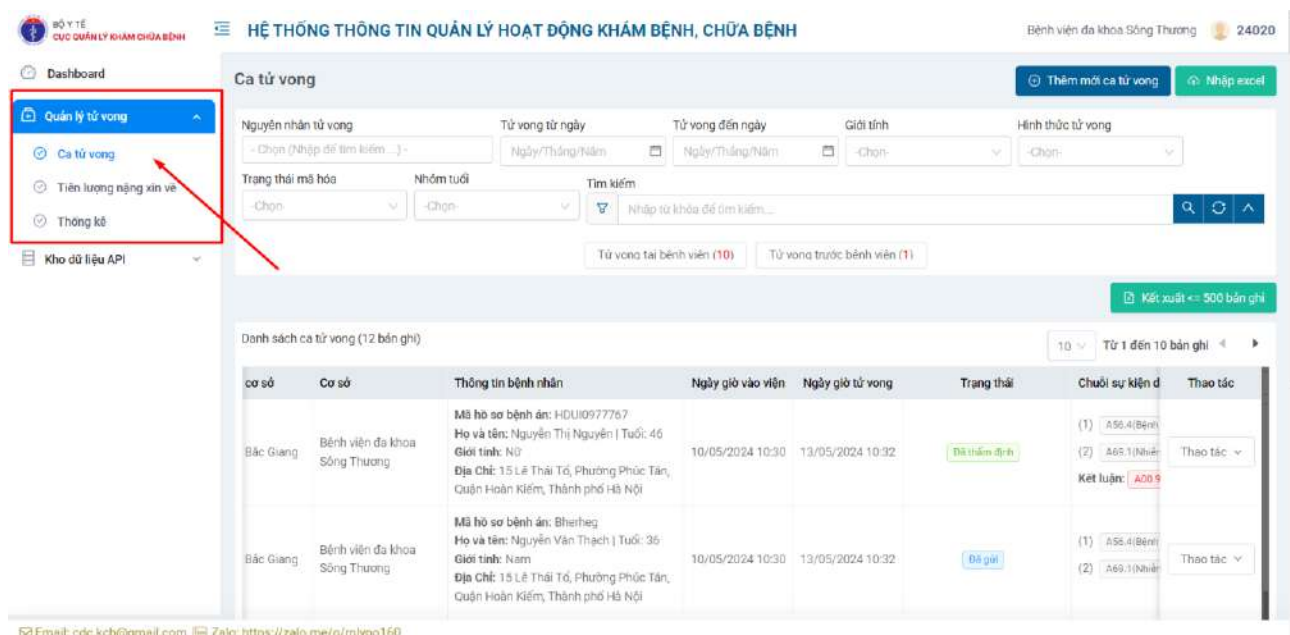 BỘ Y TẾ
CỤC QUẢN LÝ KHÁM CHỮA BỆNH
HỆ THỐNG THÔNG TIN QUẢN LÝ HOẠT ĐỘNG KHÁM BỆNH, CHỮA BỆNH
Bệnh viện đa khoa Sông Thương
24020
Dashboard
Quản lý tử vong
Ca tử vong
Tiên lượng nặng xin về
Thống kê
Kho dữ liệu API
Ca tử vong
Thêm mới ca tử vong
Nhập excel
Nguyên nhân tử vong
Tử vong từ ngày
Tử vong đến ngày
Giới tính
Hình thức tử vong
- Chọn (Nhập để tìm kiếm...) -
Ngày/Tháng/Năm
Ngày/Tháng/Năm
-Chọn-
-Chọn-
Trạng thái mã hóa
Nhóm tuổi
Tìm kiếm
-Chọn-
-Chọn-
Nhập từ khóa để tìm kiếm...
Tử vong tại bệnh viện (10)
Tử vong trước bệnh viện (1)
Kết xuất <= 500 bản ghi
Danh sách ca tử vong (12 bản ghi)
10
Từ 1 đến 10 bản ghi
cơ sở
Cơ sở
Thông tin bệnh nhân
Ngày giờ vào viện
Ngày giờ tử vong
Trạng thái
Chuỗi sự kiện d
Thao tác
Bắc Giang
Bệnh viện đa khoa
Sông Thương
Mã hồ sơ bệnh án: HDUI0977767
Họ và tên: Nguyễn Thị Nguyên | Tuổi: 46
Giới tính: Nữ
Địa Chỉ: 15 Lê Thái Tổ, Phường Phúc Tân,
Quận Hoàn Kiếm, Thành phố Hà Nội
10/05/2024 10:30
13/05/2024 10:32
Đã thẩm định
(1) A56.4(Bệnh
(2) A69.1(Nhiễ
Kết luận: A00.9
Thao tác
Bắc Giang
Bệnh viện đa khoa
Sông Thương
Mã hồ sơ bệnh án: Bherheg
Họ và tên: Nguyễn Văn Thạch | Tuổi: 36
Giới tính: Nam
Địa Chỉ: 15 Lê Thái Tổ, Phường Phúc Tân,
Quận Hoàn Kiếm, Thành phố Hà Nội
10/05/2024 10:30
13/05/2024 10:32
Đã gửi
(1) A56.4(Bệnh
(2) A69.1(Nhiễ
Thao tác
Email: cdc.kcb@gmail.com
Zalo: https://zalo.me/g/mlvpo160